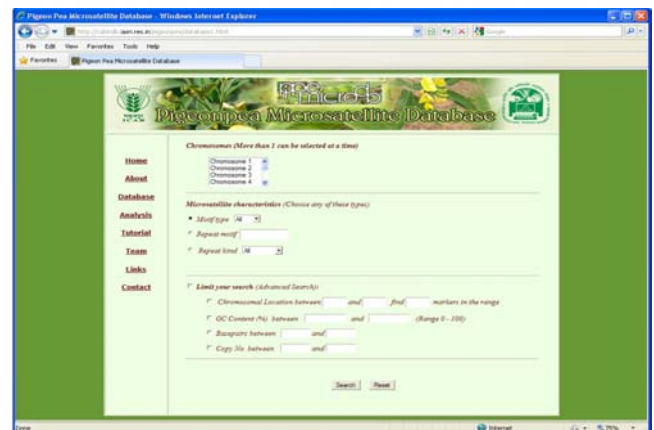 Pigeon Pea Microsatellite Database - Windows Internet Explorer
Google
File Edit View Favorites Tools Help
Favorites Pigeon Pea Microsatellite Database
Pigeonpea Microsatellite Database
Chromosomes (More than 1 can be selected at a time)
Chromosome 1
Chromosome 2
Chromosome 3
Chromosome 4
Home
About
Database
Analysis
Tutorial
Team
Links
Contact
Microsatellite characteristics (Choose any of these types)
Motif type All
Repeat motif
Repeat kind All
Limit your search (Advanced Search):
Chromosomal Location between and find markers in the range
GC Content (%) between and (Range 0 - 100)
Basepairs between and
Copy No. between and
Search Reset
Done Internet 75%